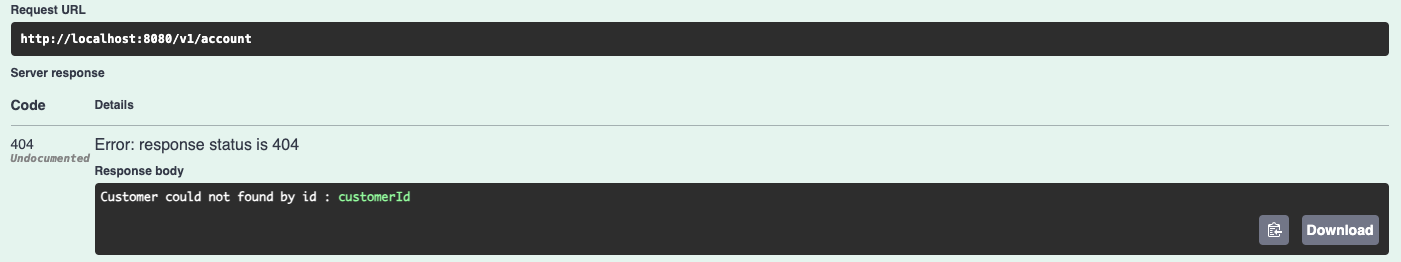 Request URL
http://localhost:8080/v1/account
Server response
Code Details
404 Error: response status is 404
Undocumented
Response body
Customer could not found by id : customerId
Download